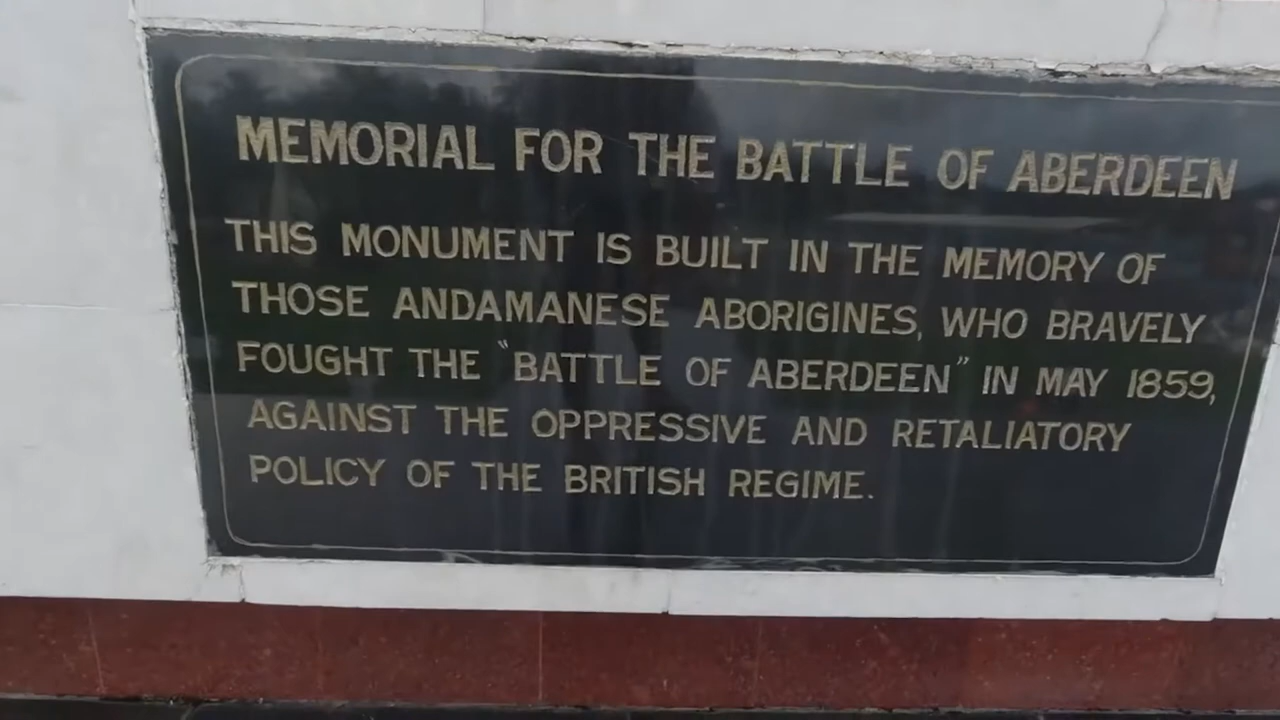 MEMORIAL FOR THE BATTLE OF ABERDEEN
THIS MONUMENT IS BUILT IN THE MEMORY OF
THOSE ANDAMANESE ABORIGINES, WHO BRAVELY
FOUGHT THE "BATTLE OF ABERDEEN" IN MAY 1859,
AGAINST THE OPPRESSIVE AND RETALIATORY
POLICY OF THE BRITISH REGIME.